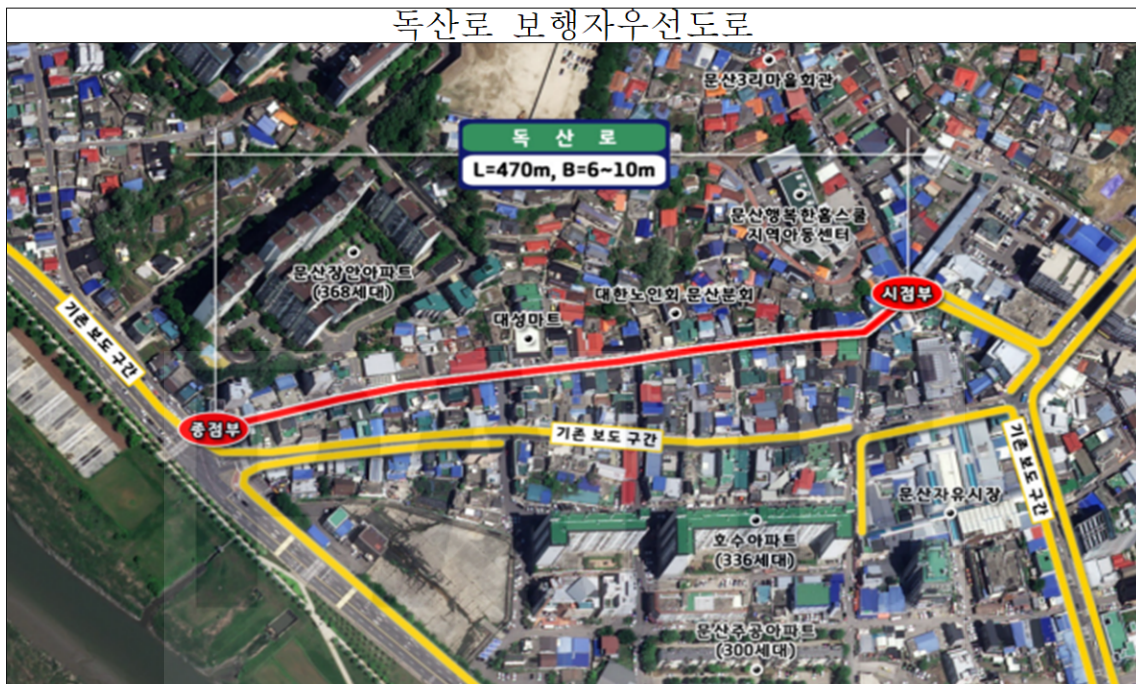 독산로 보행자우선도로
문산3리마을회관
독 산 로
L=470m, B=6~10m
문산행복한홈스쿨
지역아동센터
문산장안아파트
(368세대)
대한노인회 문산분회
시점부
대성마트
기존 보도 구간
종점부
기존 보도 구간
기존 보도 구간
문산자유시장
호수아파트
(336세대)
문산주공아파트
(300세대)